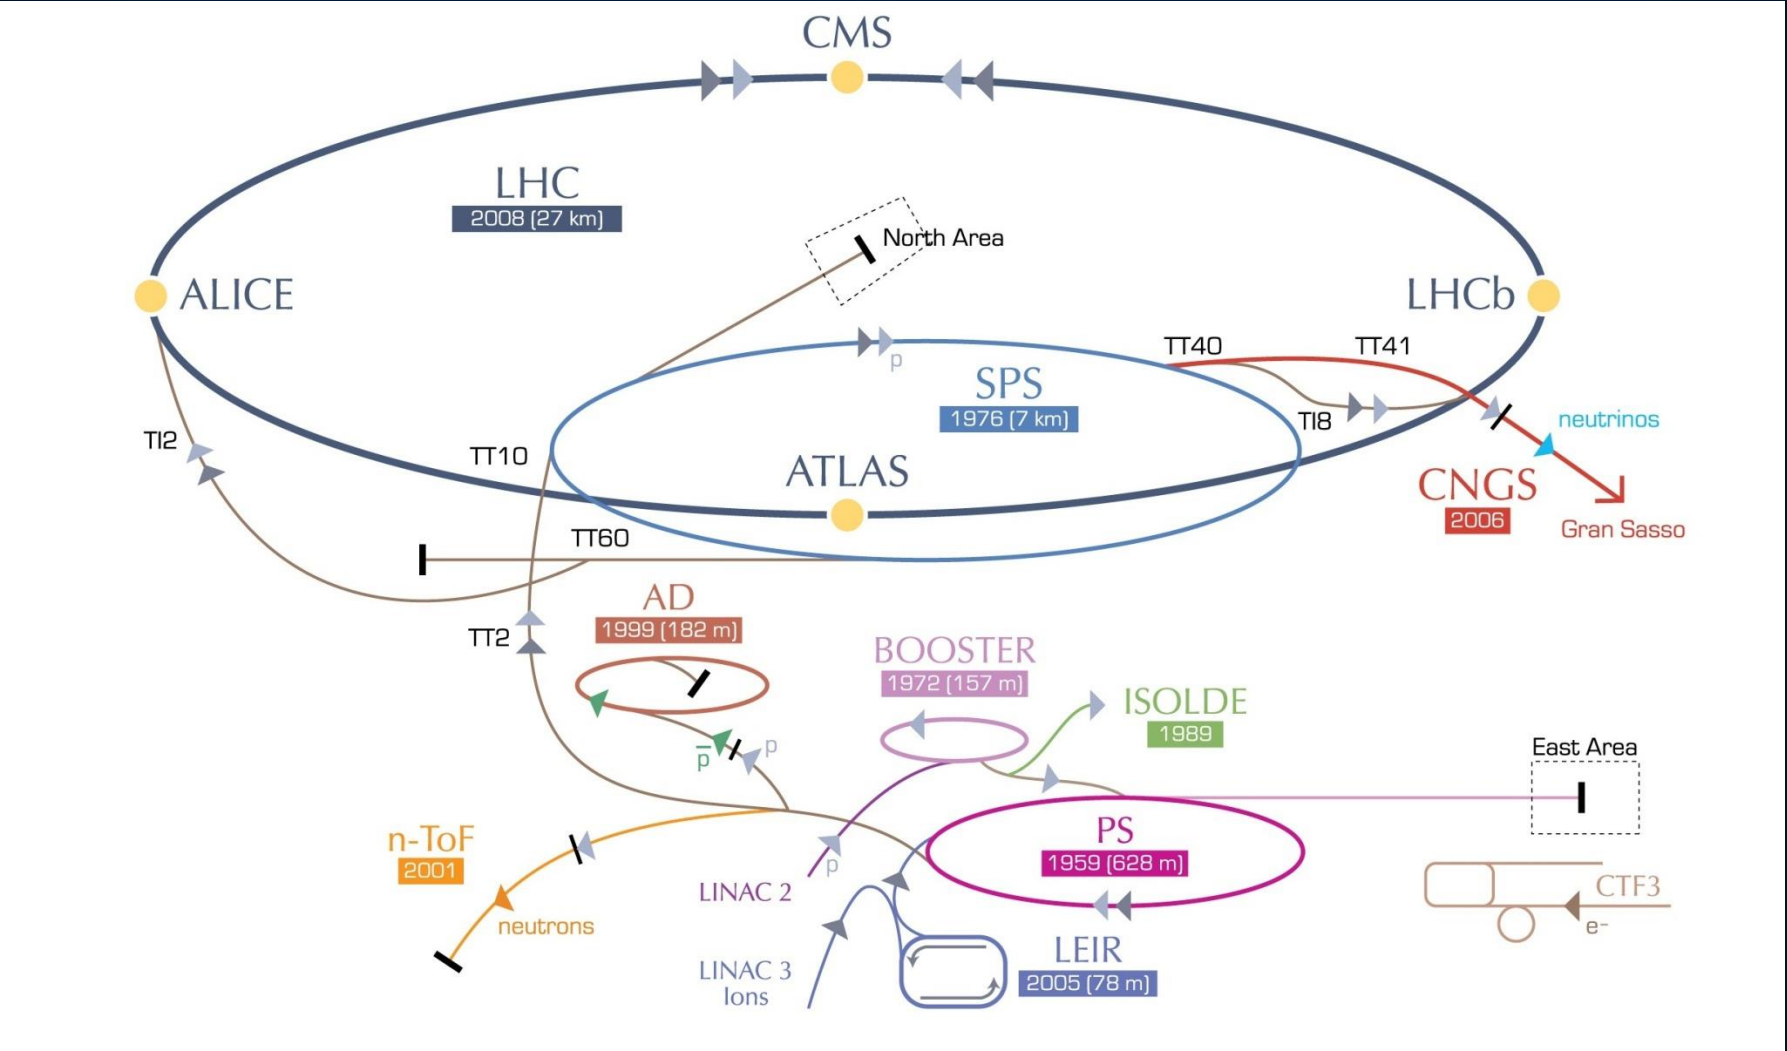 CMS
LHC
2008 (27 km)
North Area
ALICE
LHCb
TT40
TT41
p
SPS
1976 (7 km)
TI8
neutrinos
TI2
TT10
ATLAS
CNGS
2006
Gran Sasso
TT60
AD
1999 (182 m)
TT2
BOOSTER
1972 (157 m)
ISOLDE
1989
p̅
p
East Area
n-ToF
2001
PS
1959 (628 m)
p
LINAC 2
CTF3
e-
neutrons
LEIR
2005 (78 m)
LINAC 3
Ions